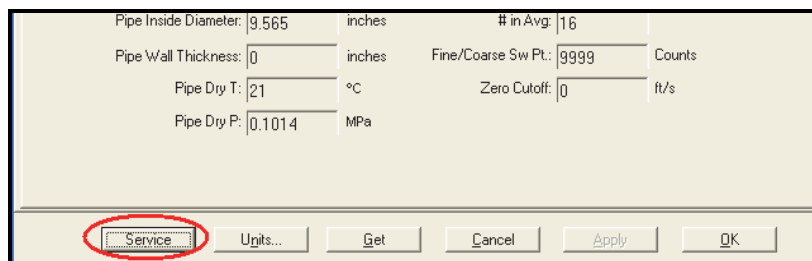 Pipe Inside Diameter: 9.565 inches # in Avg: 16
Pipe Wall Thickness: 0 inches Fine/Coarse Sw Pt.: 9999 Counts
Pipe Dry T: 21 °C Zero Cutoff: 0 ft/s
Pipe Dry P: 0.1014 MPa
Service Units... Get Cancel Apply OK